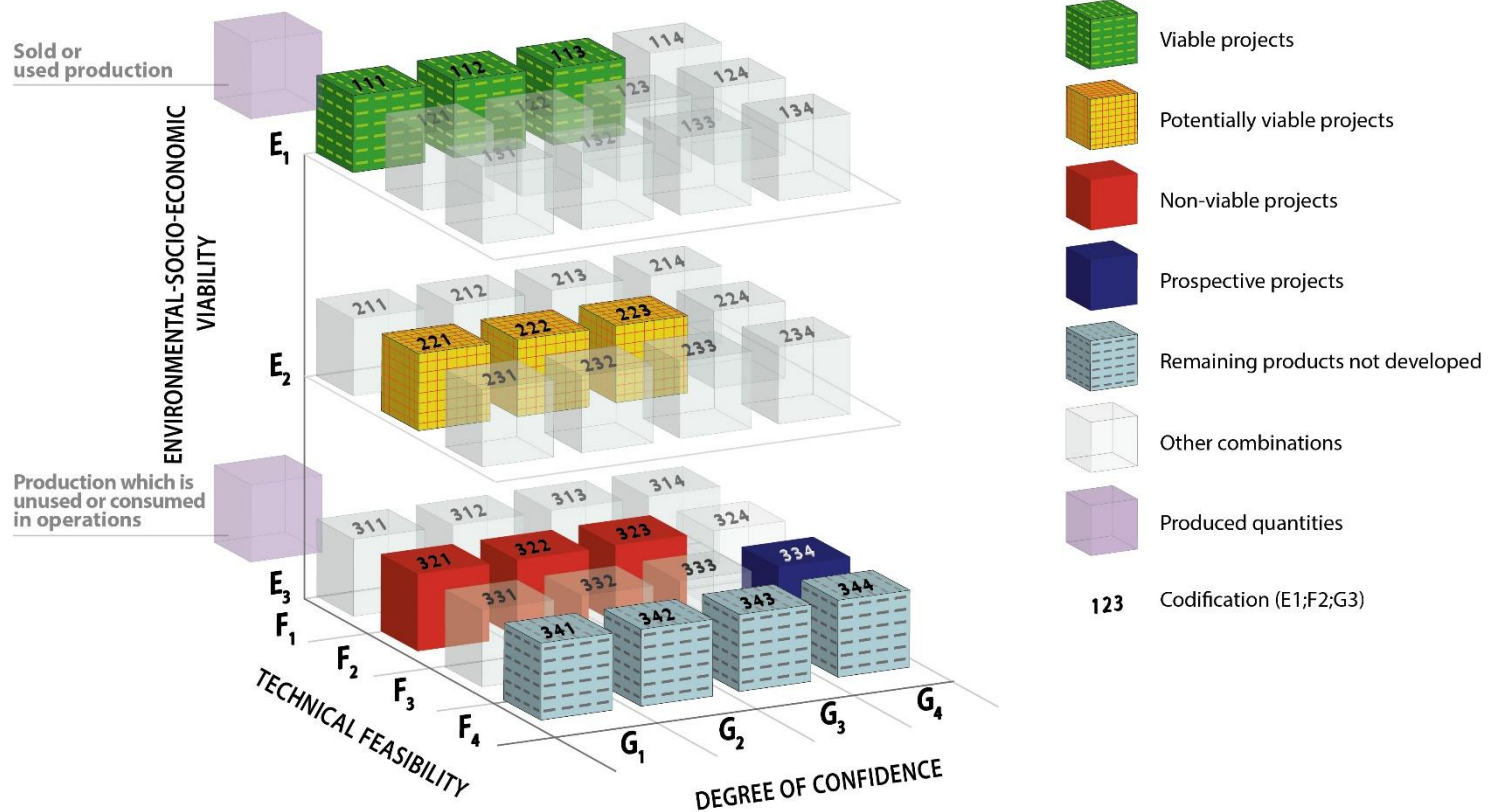 Sold or
used production
ENVIRONMENTAL-SOCIO-ECONOMIC
VIABILITY
E1
111
112
113
114
121
122
123
124
131
132
133
134
E2
211
212
213
214
221
222
223
224
231
232
233
234
Production which is
unused or consumed
in operations
E3
311
312
313
314
321
322
323
324
331
332
333
334
341
342
343
344
F1
F2
F3
F4
TECHNICAL FEASIBILITY
G1
G2
G3
G4
DEGREE OF CONFIDENCE
Viable projects
Potentially viable projects
Non-viable projects
Prospective projects
Remaining products not developed
Other combinations
Produced quantities
123 Codification (E1;F2;G3)